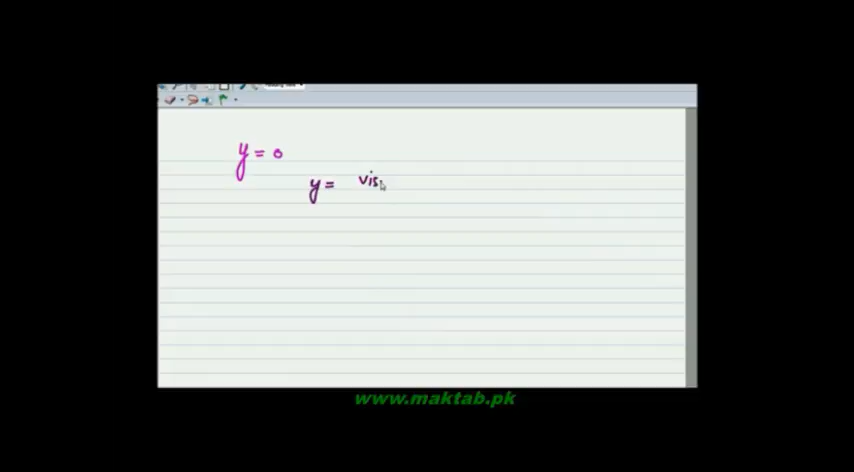 y = 0
y = vis
www.maktab.pk